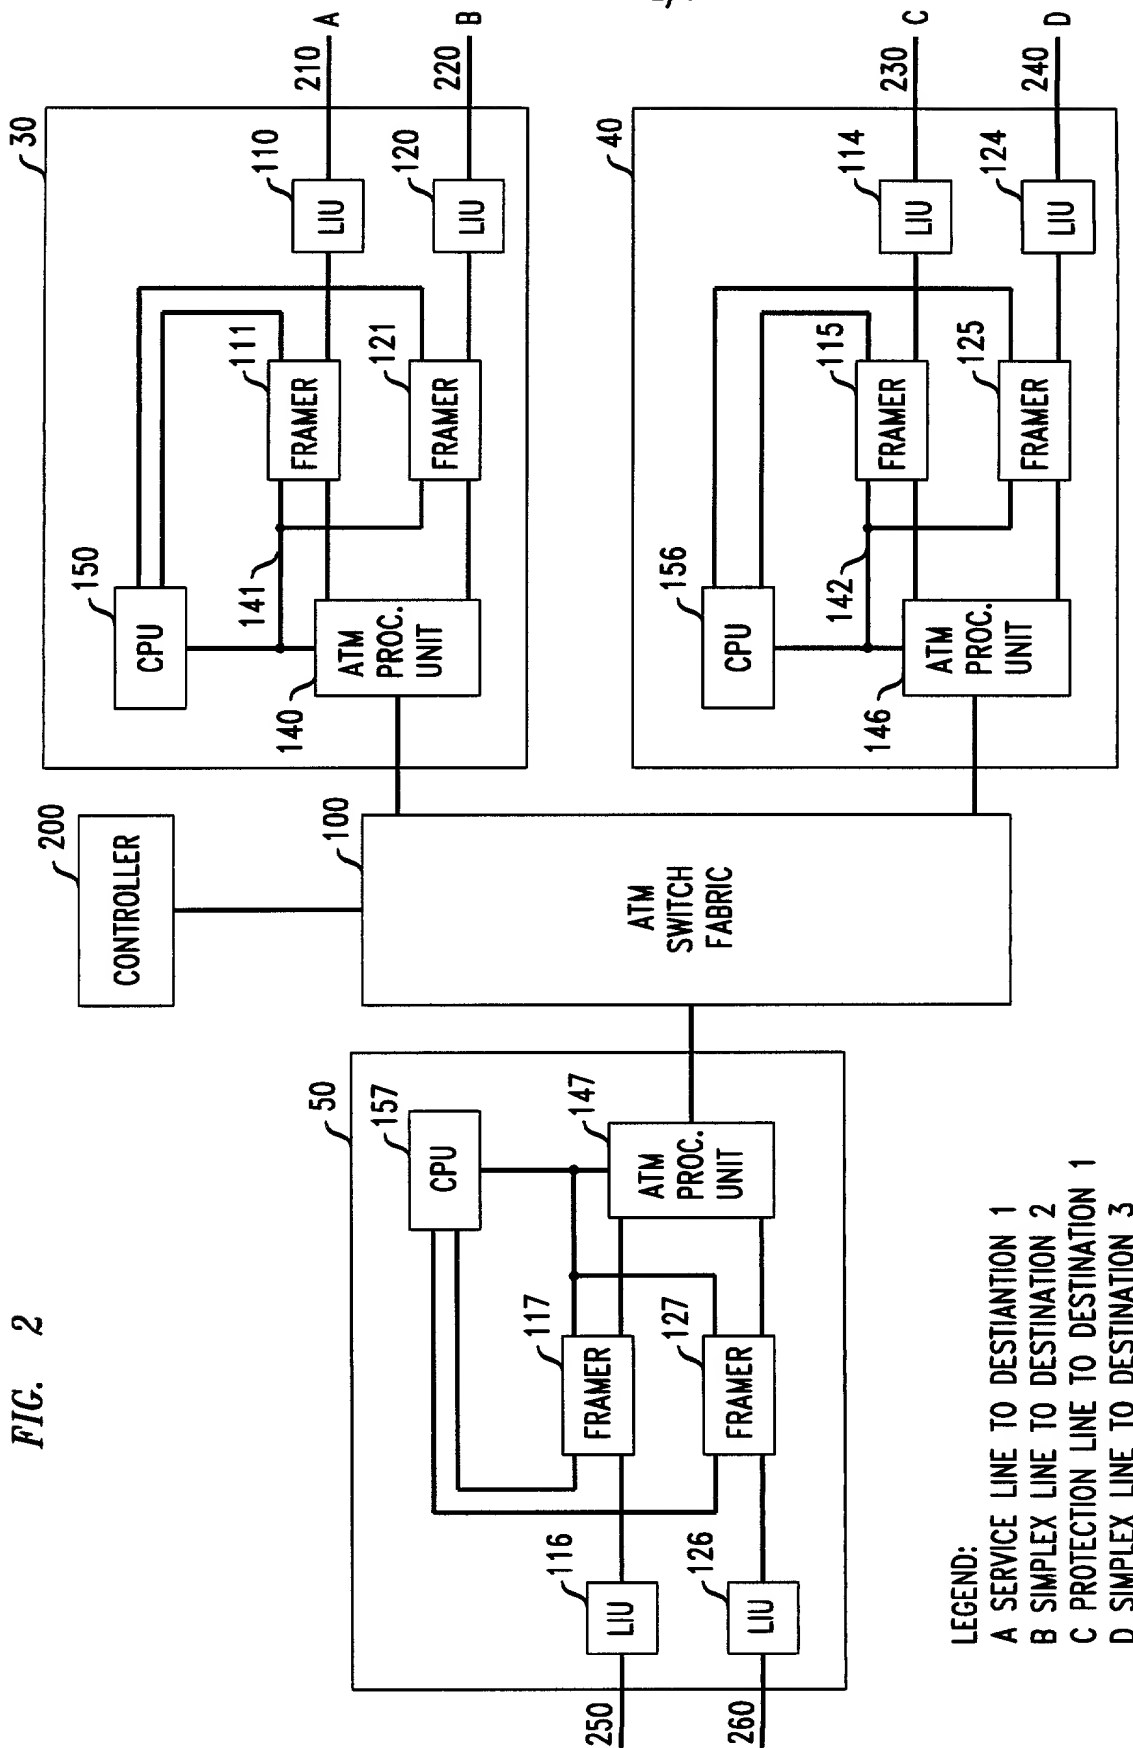 FIG. 2
50
157
CPU
147
ATM
PROC.
UNIT
117
FRAMER
127
FRAMER
116
LIU
126
LIU
250
260
200
CONTROLLER
100
ATM
SWITCH
FABRIC
30
150
CPU
141
140
ATM
PROC.
UNIT
111
FRAMER
121
FRAMER
110
LIU
120
LIU
210
A
220
B
40
156
CPU
142
146
ATM
PROC.
UNIT
115
FRAMER
125
FRAMER
114
LIU
124
LIU
230
C
240
D
LEGEND:
A SERVICE LINE TO DESTIANTION 1
B SIMPLEX LINE TO DESTINATION 2
C PROTECTION LINE TO DESTINATION 1
D SIMPLEX LINE TO DESTINATION 3